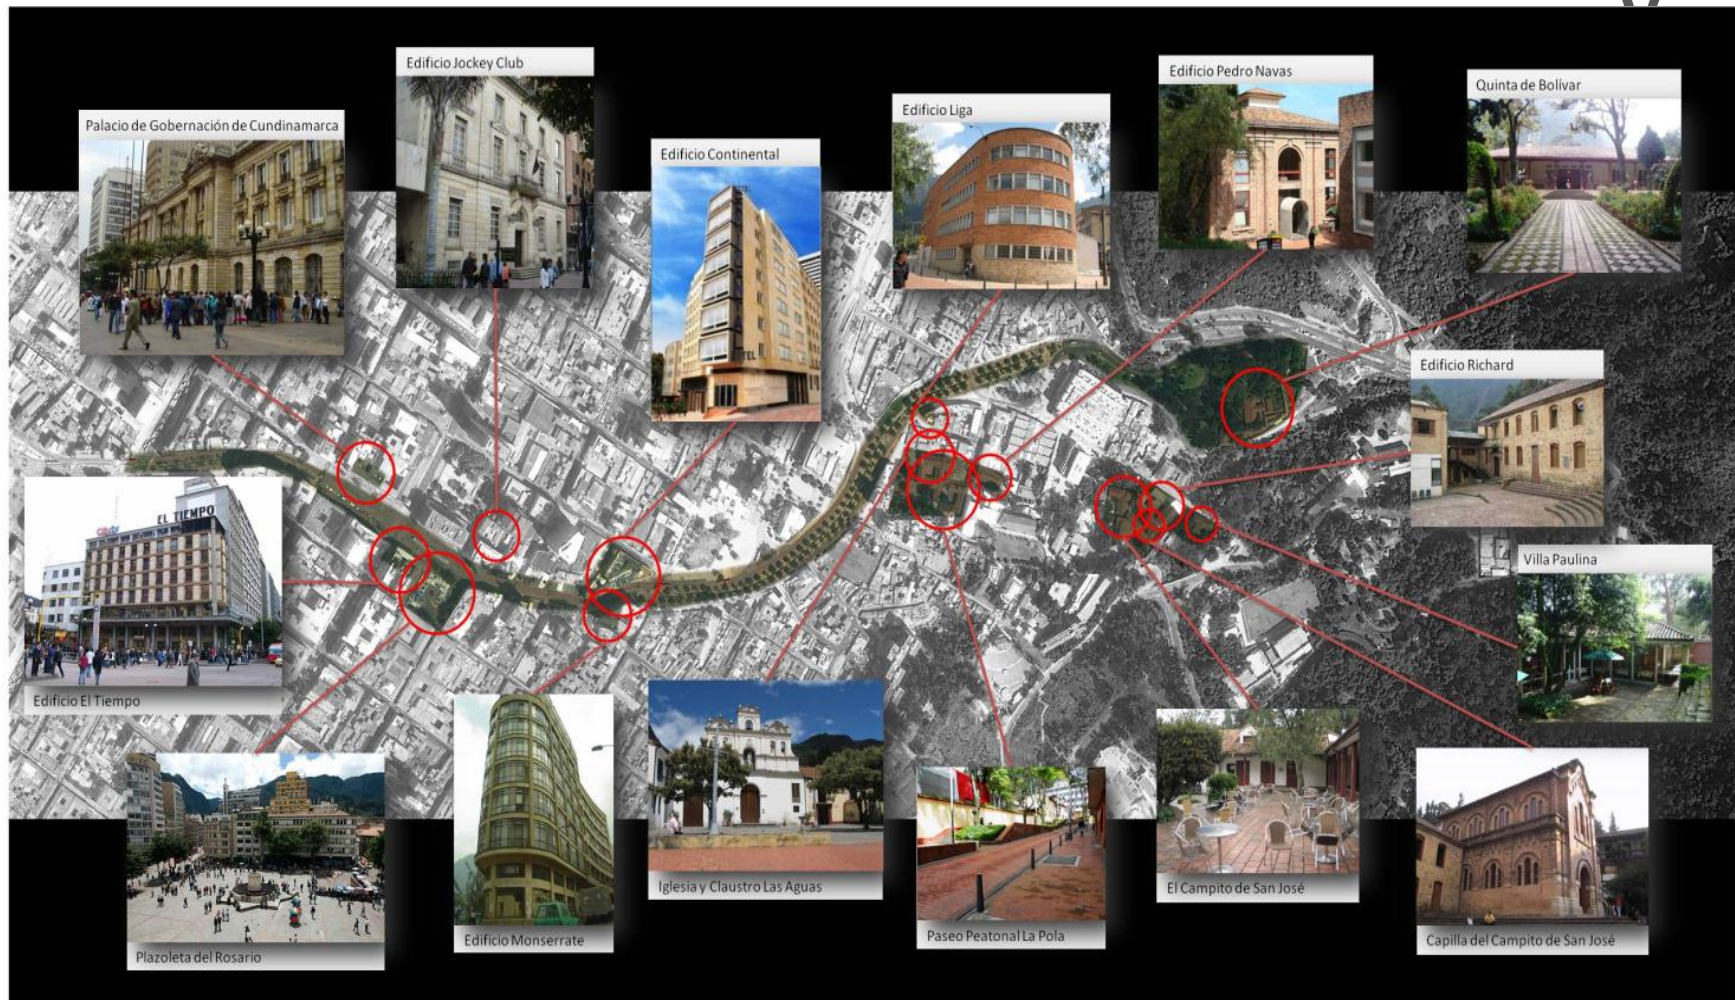 Edificio Jockey Club
Edificio Pedro Navas
Quinta de Bolívar
Edificio Liga
Palacio de Gobernación de Cundinamarca
Edificio Continental
Edificio Richard
EL TIEMPO
Villa Paulina
Edificio El Tiempo
Iglesia y Claustro Las Aguas
El Campito de San José
Paseo Peatonal La Pola
Edificio Monserrate
Capilla del Campito de San José
Plazoleta del Rosario